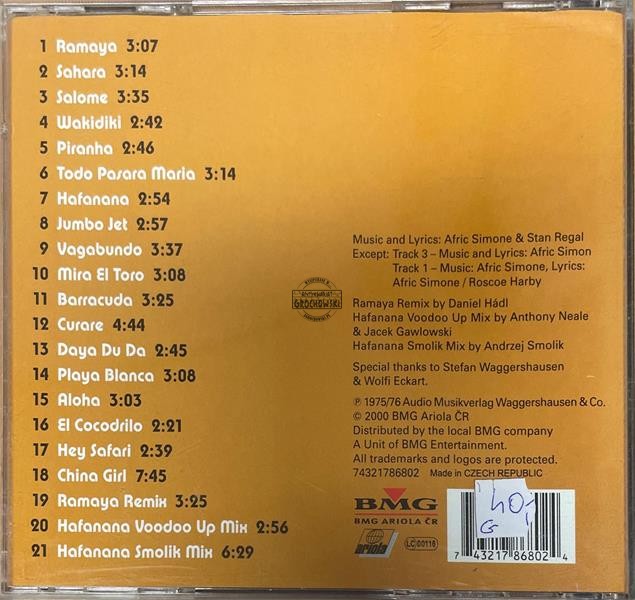 1 Ramaya 3:07
2 Sahara 3:14
3 Salome 3:35
4 Wakidiki 2:42
5 Piranha 2:46
6 Todo Pasara Maria 3:14
7 Hafanana 2:54
8 Jumbo Jet 2:57
9 Vagabundo 3:37
10 Mira El Toro 3:08
11 Barracuda 3:25
12 Curare 4:44
13 Daya Du Da 2:45
14 Playa Blanca 3:08
15 Aloha 3:03
16 El Cocodrilo 2:21
17 Hey Safari 2:39
18 China Girl 7:45
19 Ramaya Remix 3:25
20 Hafanana Voodoo Up Mix 2:56
21 Hafanana Smolik Mix 6:29
GROCHOWSKI
Music and Lyrics: Afric Simone & Stan Regal
Except: Track 3 – Music and Lyrics: Afric Simon
Track 1 – Music: Afric Simone, Lyrics:
Afric Simone / Roscoe Harby
Ramaya Remix by Daniel Hádl
Hafanana Voodoo Up Mix by Anthony Neale
& Jacek Gawlowski
Hafanana Smolik Mix by Andrzej Smolik
Special thanks to Stefan Waggershausen
& Wolfi Eckart.
℗ 1975/76 Audio Musikverlag Waggershausen & Co.
© 2000 BMG Ariola ČR
Distributed by the local BMG company
A Unit of BMG Entertainment.
All trademarks and logos are protected.
74321786802 Made in CZECH REPUBLIC
BMG
BMG ARIOLA ČR
ariola
LC 00116
40,-
G
7 43217 86802 4